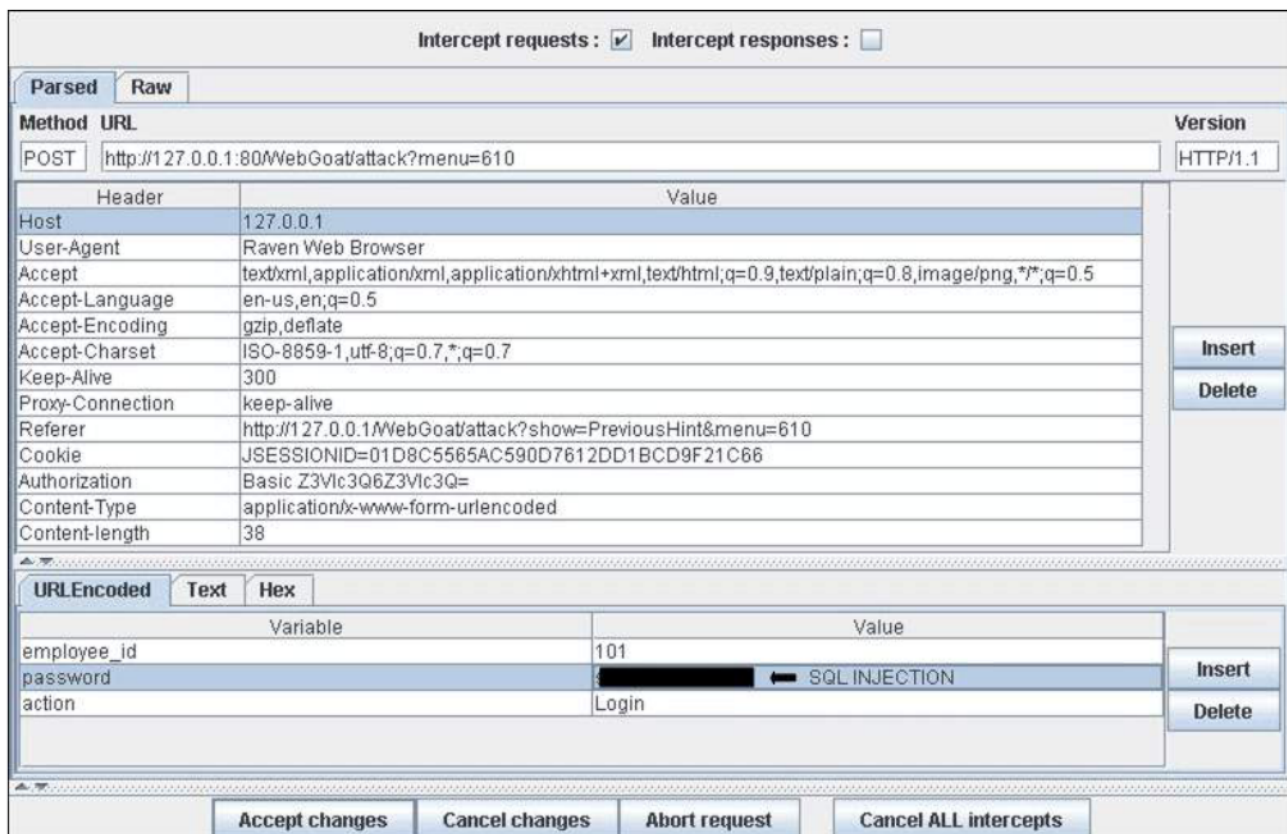 Intercept requests : Intercept responses :
Parsed Raw
Method URL Version
POST http://127.0.0.1:80/WebGoat/attack?menu=610 HTTP/1.1
Header Value
Host 127.0.0.1
User-Agent Raven Web Browser
Accept text/xml,application/xml,application/xhtml+xml,text/html;q=0.9,text/plain;q=0.8,image/png,*/*;q=0.5
Accept-Language en-us,en;q=0.5
Accept-Encoding gzip,deflate
Accept-Charset ISO-8859-1,utf-8;q=0.7,*;q=0.7
Keep-Alive 300
Proxy-Connection keep-alive
Referer http://127.0.0.1/WebGoat/attack?show=PreviousHint&menu=610
Cookie JSESSIONID=01D8C5565AC590D7612DD1BCD9F21C66
Authorization Basic Z3Vlc3Q6Z3Vlc3Q=
Content-Type application/x-www-form-urlencoded
Content-length 38
Insert
Delete
URLEncoded Text Hex
Variable Value
employee_id 101
password SQL INJECTION
action Login
Insert
Delete
Accept changes Cancel changes Abort request Cancel ALL intercepts